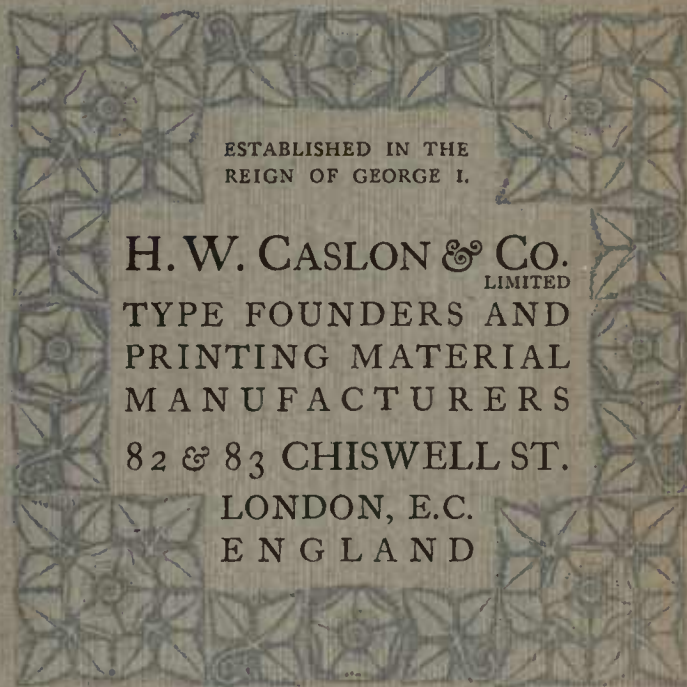 ESTABLISHED IN THE
REIGN OF GEORGE I.
H. W. CASLON & CO.
LIMITED
TYPE FOUNDERS AND
PRINTING MATERIAL
MANUFACTURERS
82 & 83 CHISWELL ST.
LONDON, E.C.
ENGLAND